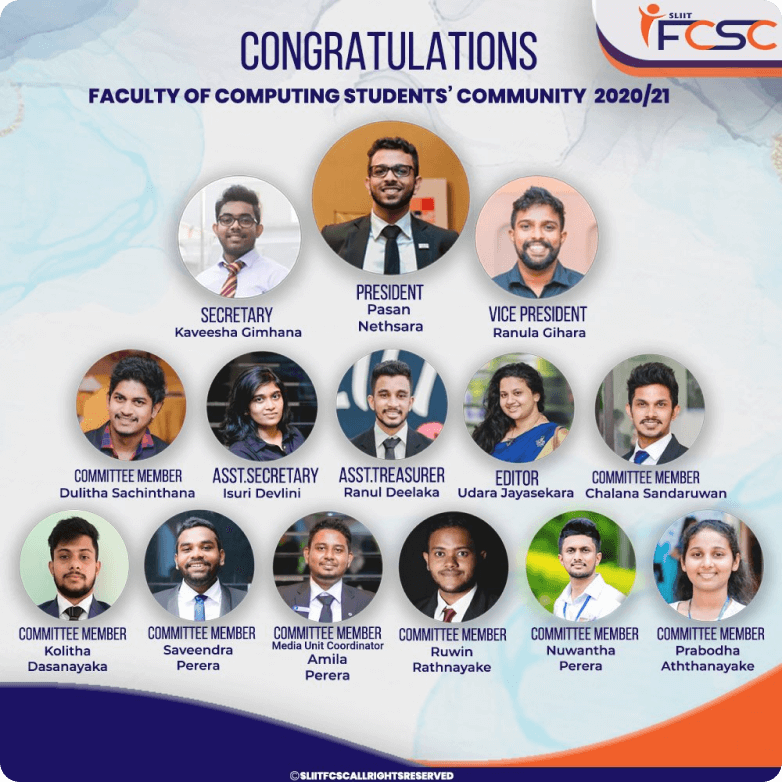 SLIIT
FCSC
CONGRATULATIONS
FACULTY OF COMPUTING STUDENTS' COMMUNITY 2020/21
SECRETARY
Kaveesha Gimhana
PRESIDENT
Pasan
Nethsara
VICE PRESIDENT
Ranula Gihara
COMMITTEE MEMBER
Dulitha Sachinthana
ASST.SECRETARY
Isuri Devlini
ASST.TREASURER
Ranul Deelaka
EDITOR
Udara Jayasekara
COMMITTEE MEMBER
Chalana Sandaruwan
COMMITTEE MEMBER
Kolitha
Dasanayaka
COMMITTEE MEMBER
Saveendra
Perera
COMMITTEE MEMBER
Media Unit Coordinator
Amila
Perera
COMMITTEE MEMBER
Ruwin
Rathnayake
COMMITTEE MEMBER
Nuwantha
Perera
COMMITTEE MEMBER
Prabodha
Aththanayake
©SLIITFCSCALLRIGHTSRESERVED